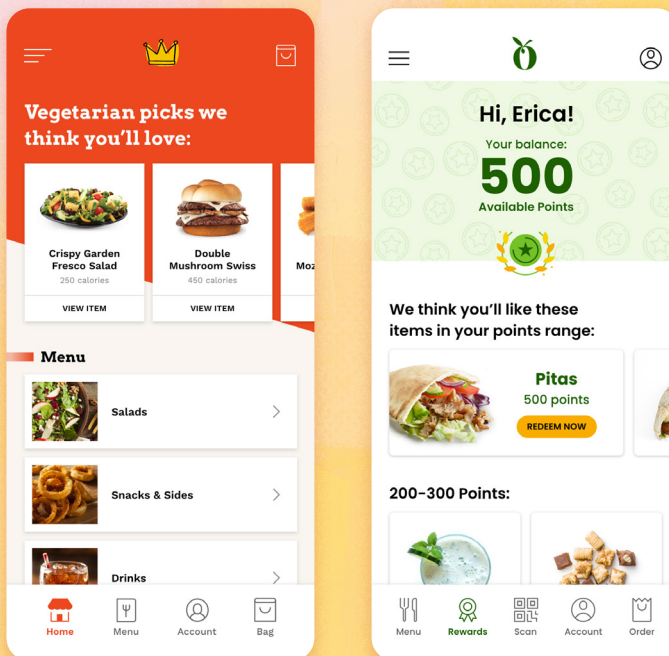 Vegetarian picks we
think you'll love:
Crispy Garden
Fresco Salad
250 calories
VIEW ITEM
Double
Mushroom Swiss
450 calories
VIEW ITEM
Moz
Menu
Salads
Snacks & Sides
Drinks
Home
Menu
Account
Bag
Hi, Erica!
Your balance:
500
Available Points
We think you'll like these
items in your points range:
Pitas
500 points
REDEEM NOW
200-300 Points:
Menu
Rewards
Scan
Account
Order